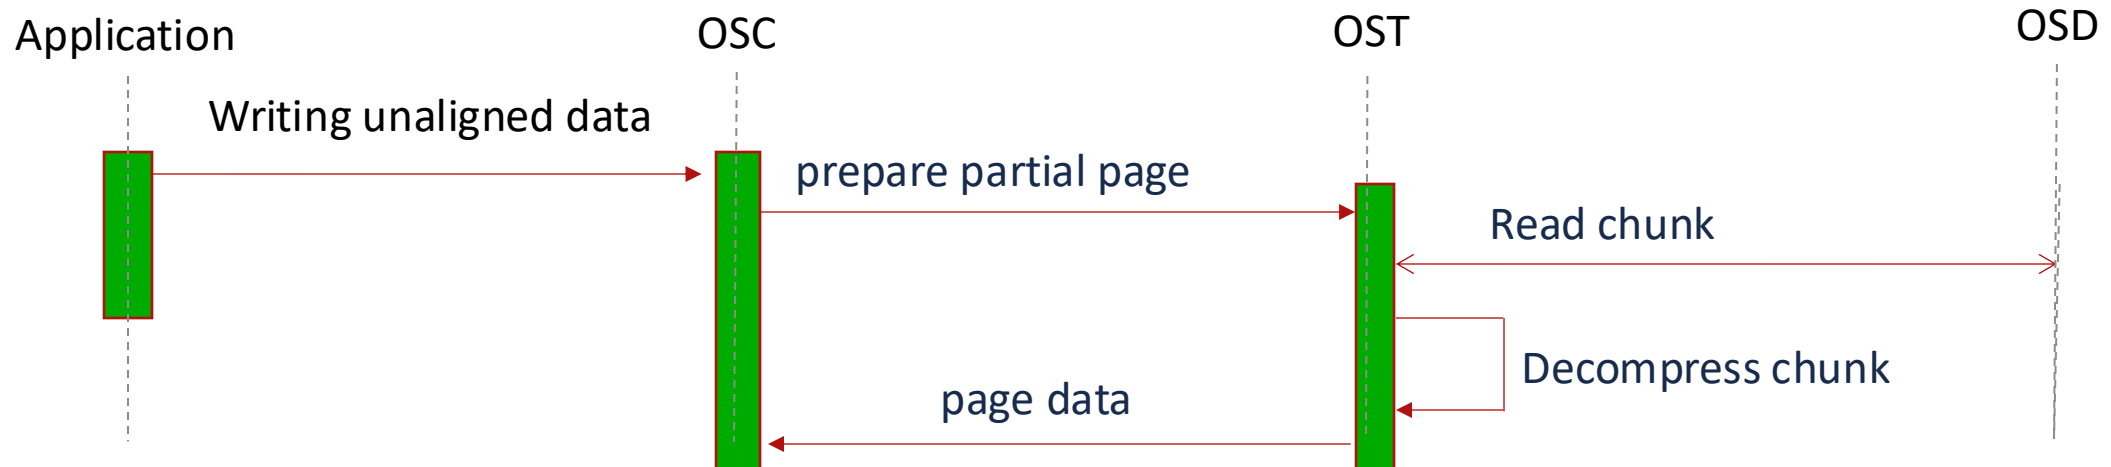 Application
OSC
OST
OSD
Writing unaligned data
prepare partial page
Read chunk
Decompress chunk
page data